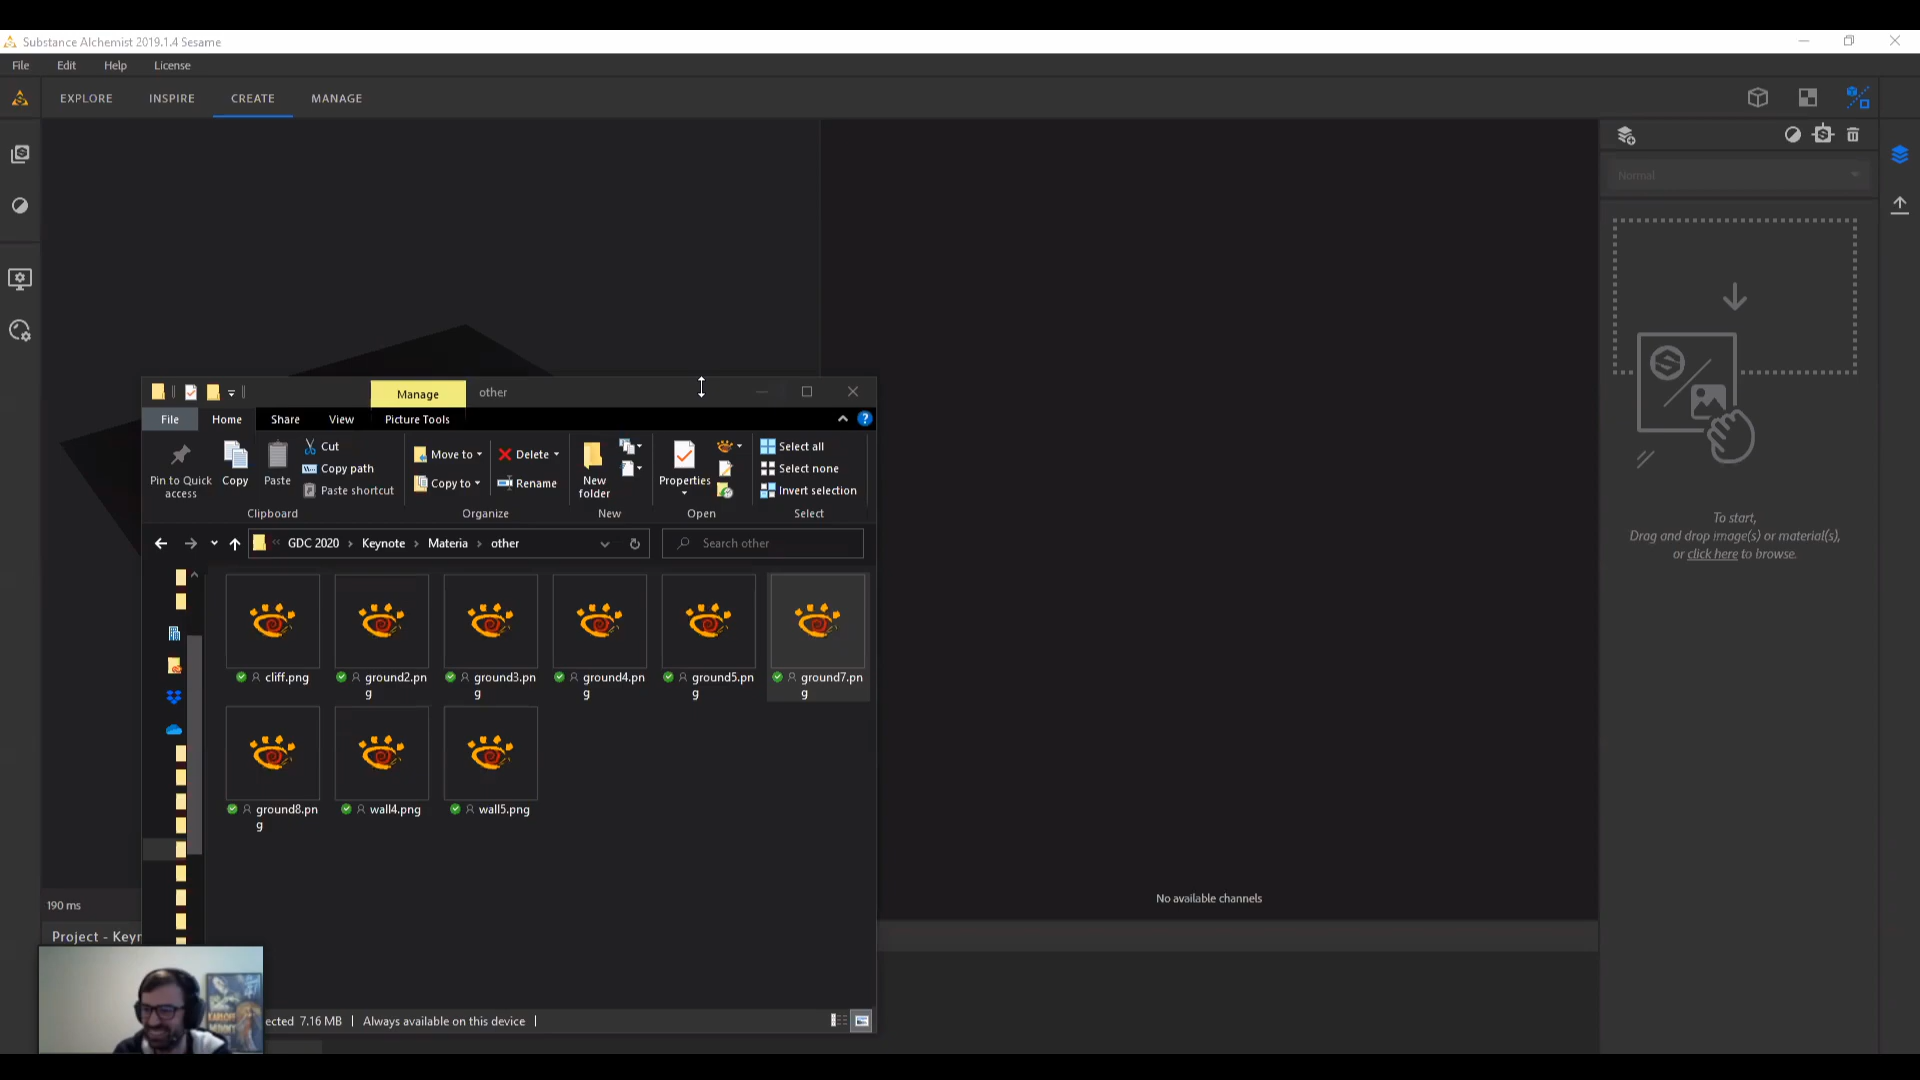 Substance Alchemist 2019.1.4 Sesame
File Edit Help License
EXPLORE INSPIRE CREATE MANAGE
Normal
To start,
Drag and drop image(s) or material(s),
or click here to browse.
Manage other
File Home Share View Picture Tools
Pin to Quick
access
Copy
Paste
Cut
Copy path
Paste shortcut
Clipboard
Move to
Copy to
Delete
Rename
Organize
New
folder
New
Properties
Open
Select all
Select none
Invert selection
Select
GDC 2020 › Keynote › Materia › other
Search other
cliff.png
ground2.pn
g
ground3.pn
g
ground4.pn
g
ground5.pn
g
ground7.pn
g
ground8.pn
g
wall4.png
wall5.png
190 ms
Project - Keyr
No available channels
ected 7.16 MB | Always available on this device |
KARLOFF